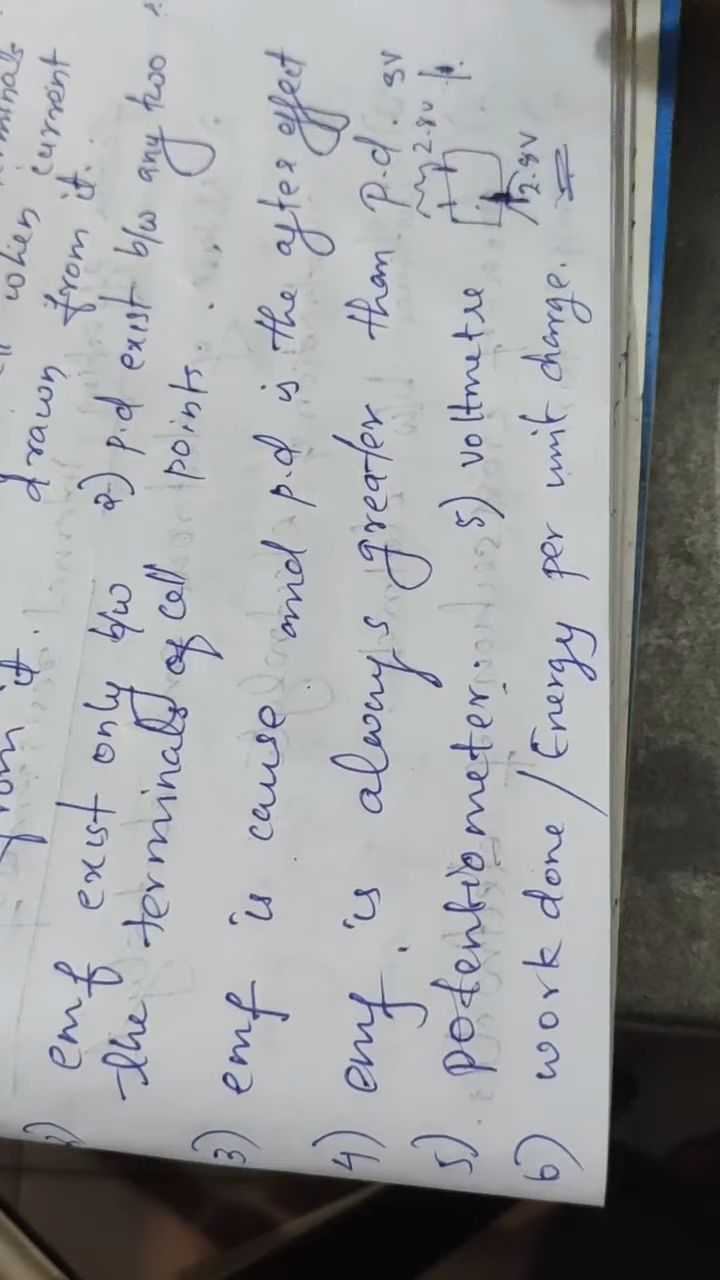 when current
drawn from it.
from it.
emf exist only b/w 2) p.d exist b/w any two
the terminals of cell points.
3) emf is cause and p.d is the after effect
4) emf is always greater than p.d.
5) potentiometer. 5) voltmetre
2.8V
2.8V
6) work done / Energy per unit charge.